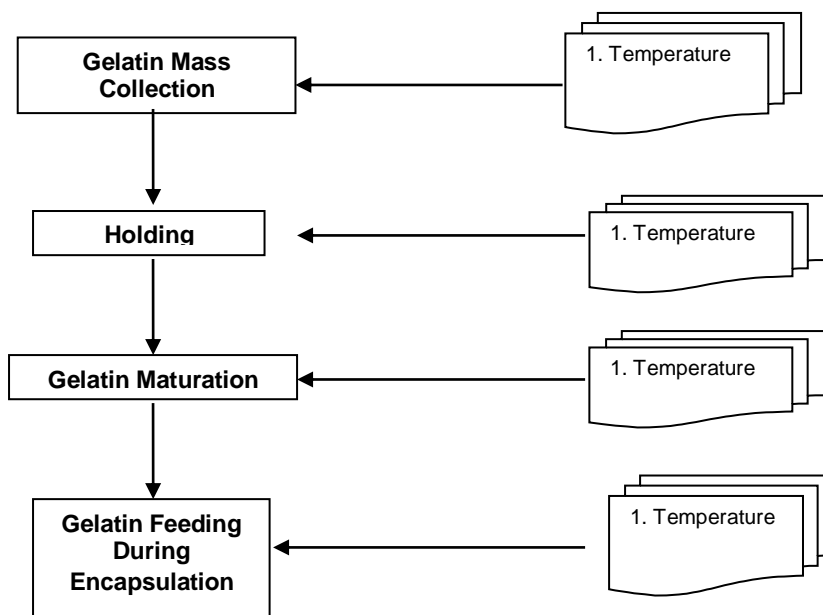 Gelatin Mass
Collection
1. Temperature
Holding
1. Temperature
Gelatin Maturation
1. Temperature
Gelatin Feeding
During
Encapsulation
1. Temperature